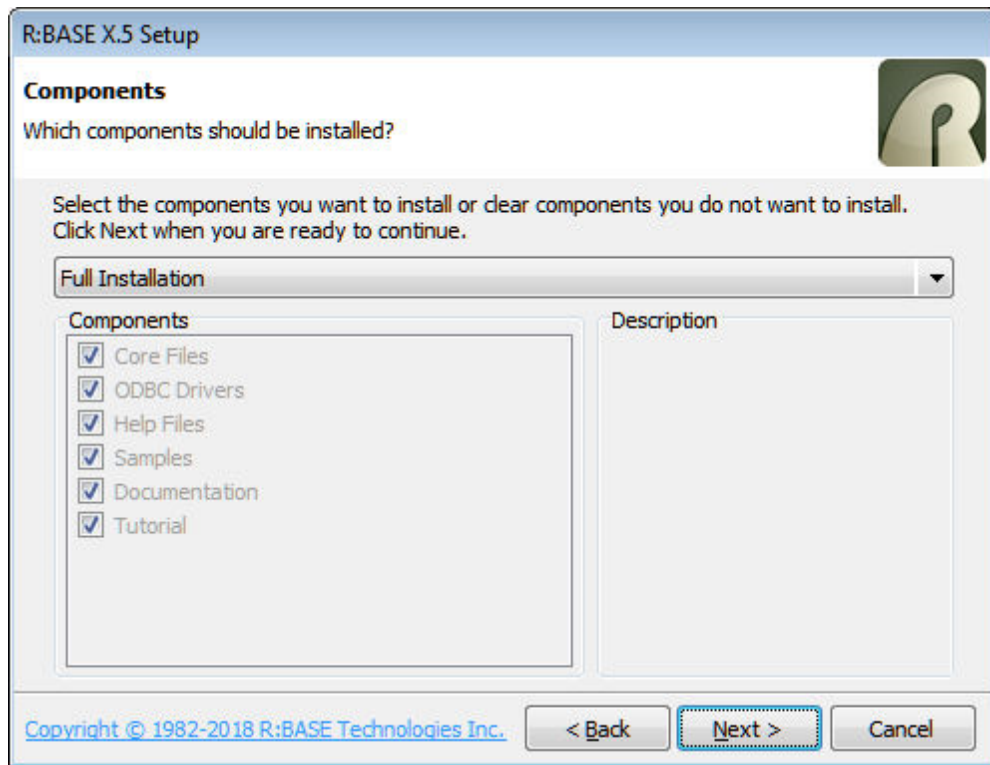 R:BASE X.5 Setup
Components
Which components should be installed?
Select the components you want to install or clear components you do not want to install.
Click Next when you are ready to continue.
Full Installation
Components
Description
Core Files
ODBC Drivers
Help Files
Samples
Documentation
Tutorial
Copyright © 1982-2018 R:BASE Technologies Inc.
< Back
Next >
Cancel